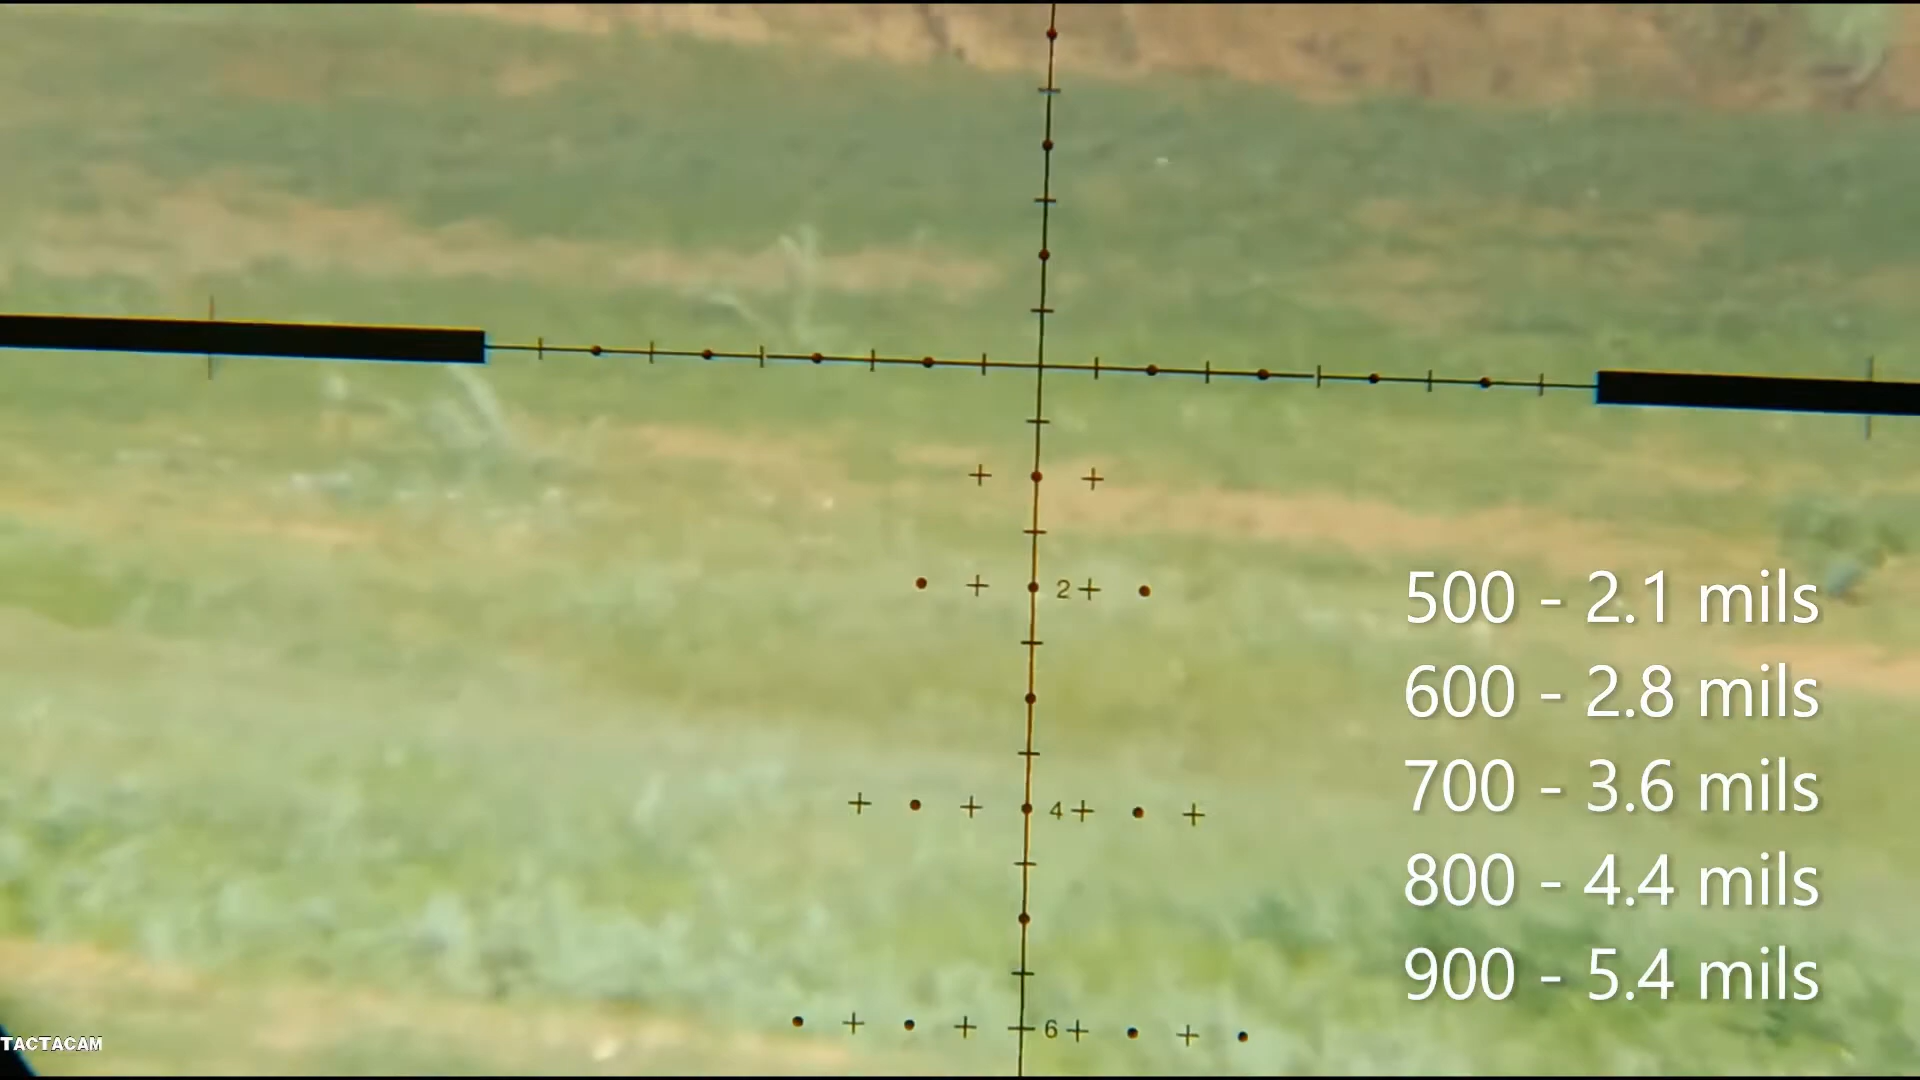 2
500 - 2.1 mils
600 - 2.8 mils
700 - 3.6 mils
4
800 - 4.4 mils
900 - 5.4 mils
6
TACTACAM